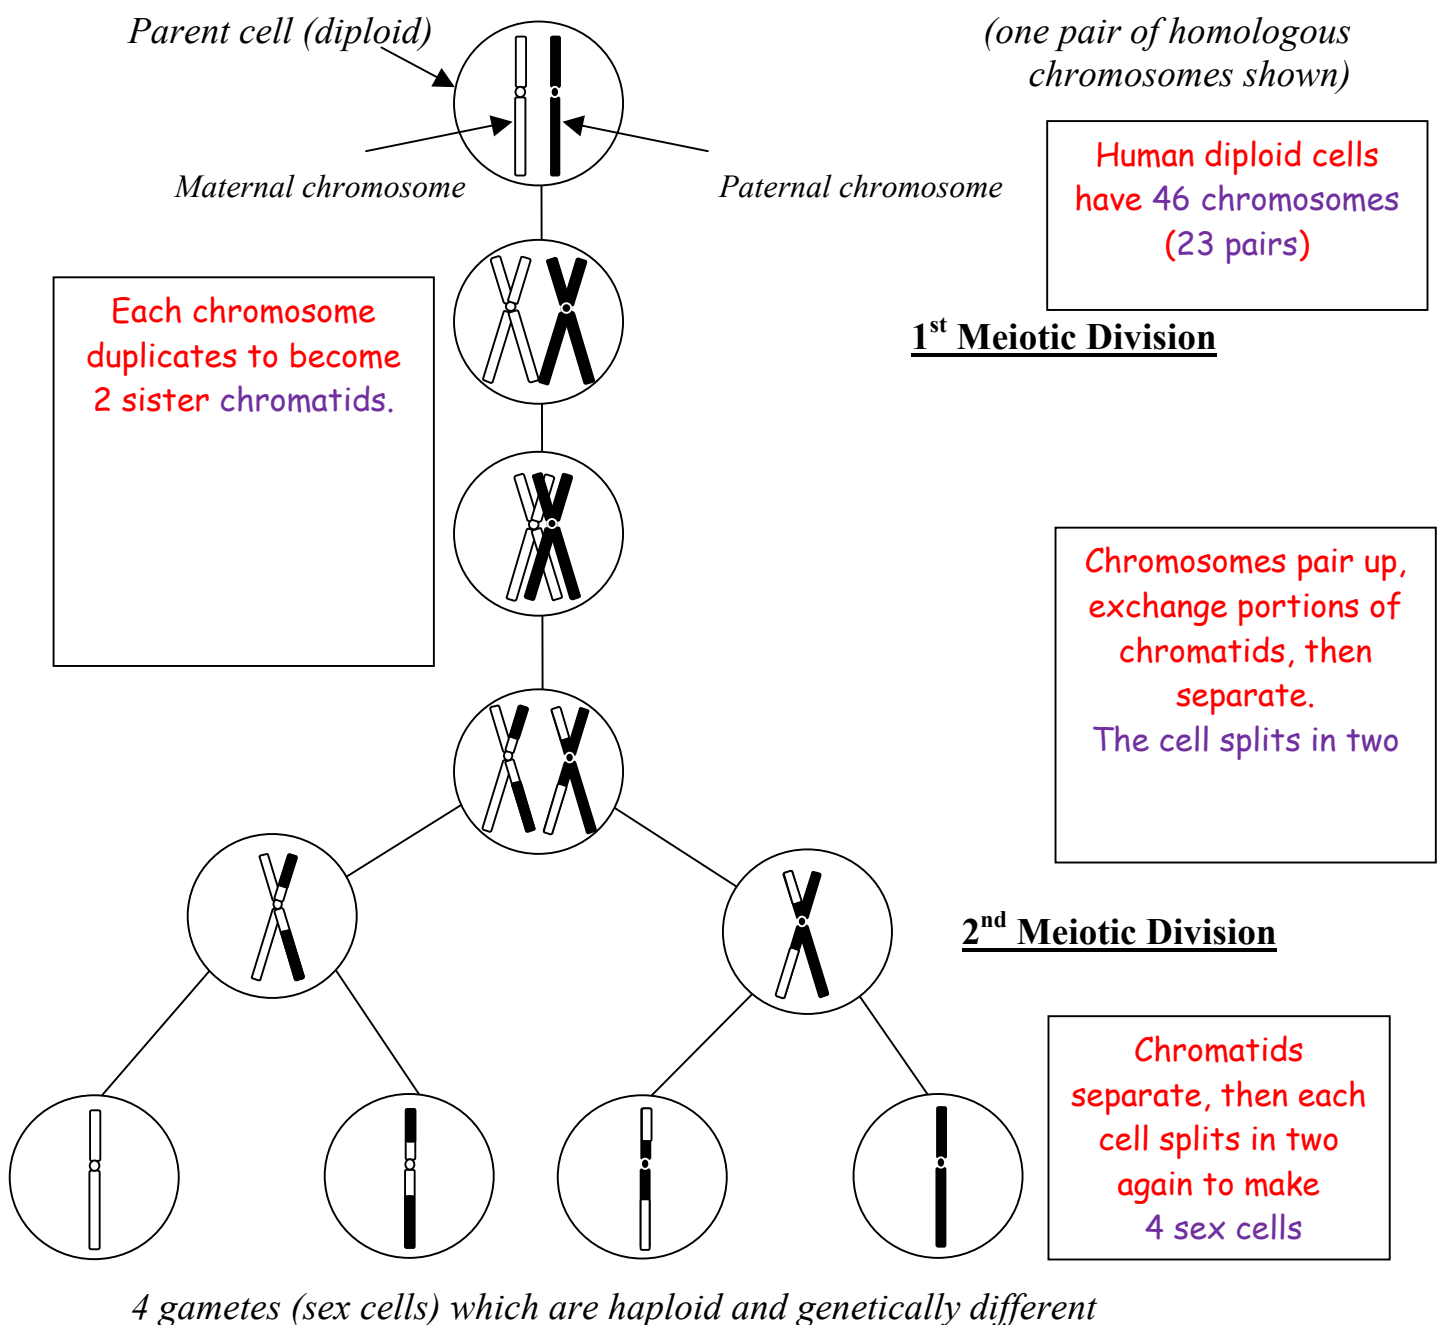 Parent cell (diploid)
(one pair of homologous
chromosomes shown)
Maternal chromosome
Paternal chromosome
Human diploid cells
have 46 chromosomes
(23 pairs)
Each chromosome
duplicates to become
2 sister chromatids.
1st Meiotic Division
Chromosomes pair up,
exchange portions of
chromatids, then
separate.
The cell splits in two
2nd Meiotic Division
Chromatids
separate, then each
cell splits in two
again to make
4 sex cells
4 gametes (sex cells) which are haploid and genetically different